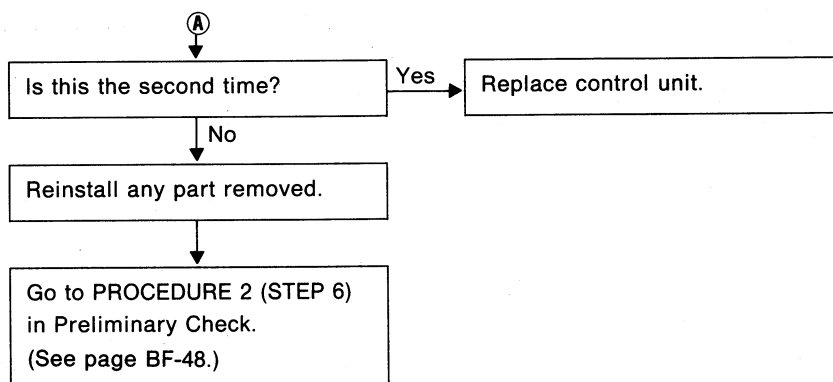 A
Is this the second time?
Yes
Replace control unit.
No
Reinstall any part removed.
Go to PROCEDURE 2 (STEP 6)
in Preliminary Check.
(See page BF-48.)